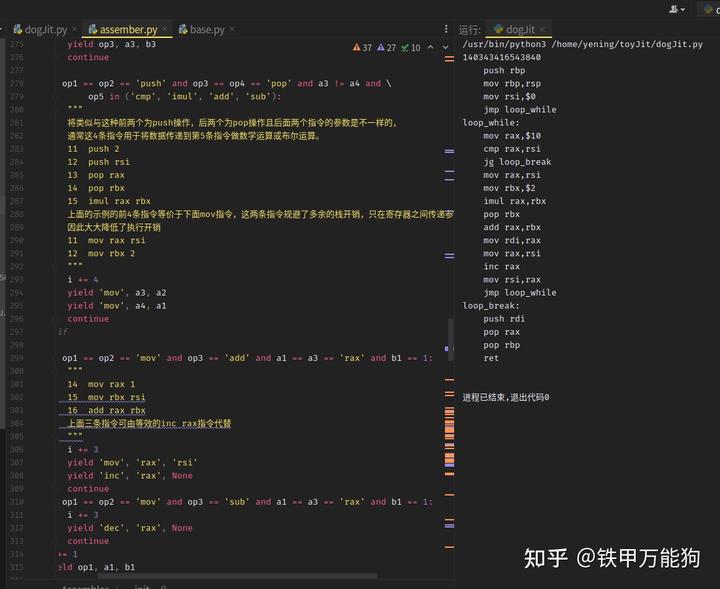 dogJit.py
assember.py
base.py
运行:
dogJit
37
27
10
275 yield op3, a3, b3
276 continue
277
278 op1 == op2 == 'push' and op3 == op4 == 'pop' and a3 != a4 and \
279 op5 in ('cmp', 'imul', 'add', 'sub'):
280 """
281 将类似与这种前两个为push操作，后两个为pop操作且后面两个指令的参数是不一样的，
282 通常这4条指令用于将数据传递到第5条指令做数学运算或布尔运算。
283 11 push 2
284 12 push rsi
285 13 pop rax
286 14 pop rbx
287 15 imul rax rbx
288 上面的示例的前4条指令等价于下面mov指令，这两条指令规避了多余的栈开销，只在寄存器之间传递参
289 因此大大降低了执行开销
290 11 mov rax rsi
291 12 mov rbx 2
292 """
293 i += 4
294 yield 'mov', a3, a2
295 yield 'mov', a4, a1
296 continue
297 if
298
299 op1 == op2 == 'mov' and op3 == 'add' and a1 == a3 == 'rax' and b1 == 1:
300 """
301 14 mov rax 1
302 15 mov rbx rsi
303 16 add rax rbx
304 上面三条指令可由等效的inc rax指令代替
305 """
306 i += 3
307 yield 'mov', 'rax', 'rsi'
308 yield 'inc', 'rax', None
309 continue
310 op1 == op2 == 'mov' and op3 == 'sub' and a1 == a3 == 'rax' and b1 == 1:
311 i += 3
312 yield 'dec', 'rax', None
313 continue
314 += 1
315 eld op1, a1, b1
/usr/bin/python3 /home/yening/toyJit/dogJit.py
140343416543840
push rbp
mov rbp,rsp
mov rsi,$0
jmp loop_while
loop_while:
mov rax,$10
cmp rax,rsi
jg loop_break
mov rax,rsi
mov rbx,$2
imul rax,rbx
pop rbx
add rax,rbx
mov rdi,rax
mov rax,rsi
inc rax
mov rsi,rax
jmp loop_while
loop_break:
push rdi
pop rax
pop rbp
ret
进程已结束,退出代码0
知乎 @铁甲万能狗